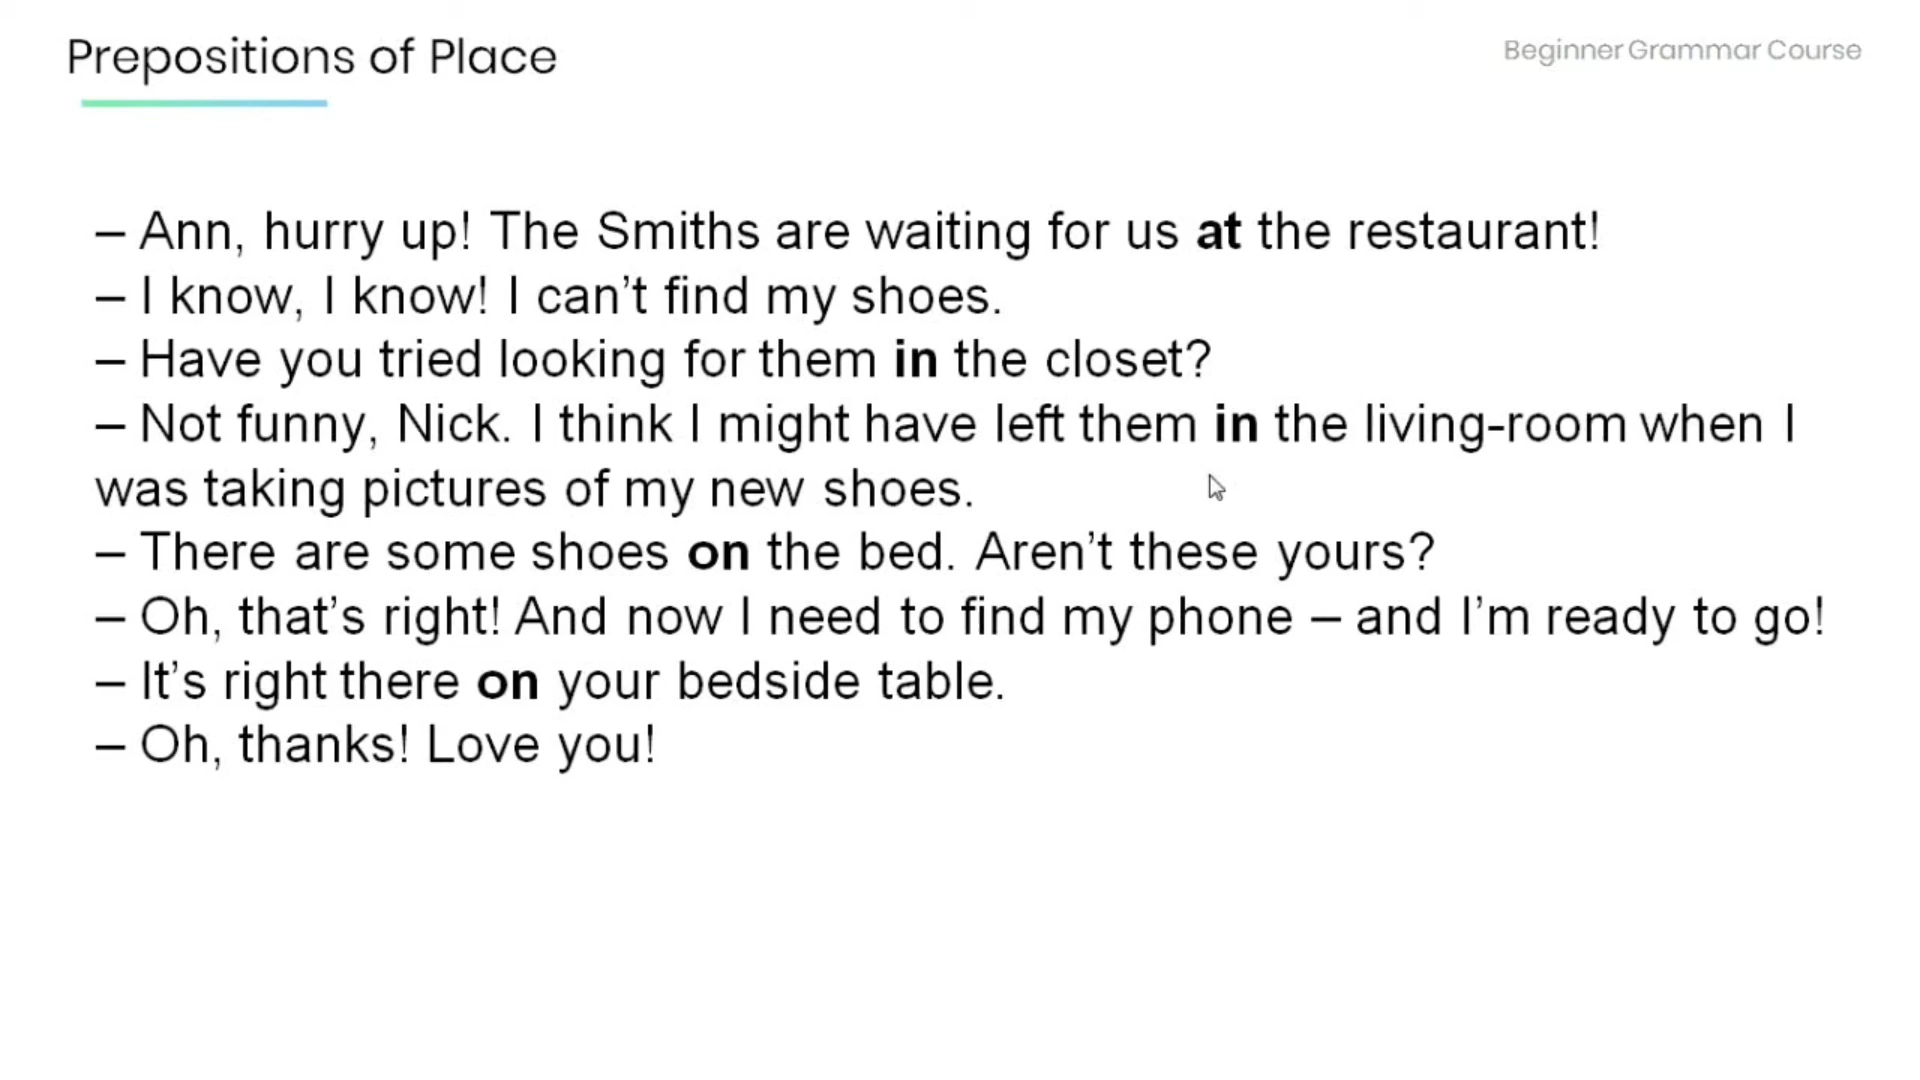 Prepositions of Place
Beginner Grammar Course
– Ann, hurry up! The Smiths are waiting for us at the restaurant!
– I know, I know! I can’t find my shoes.
– Have you tried looking for them in the closet?
– Not funny, Nick. I think I might have left them in the living-room when I
was taking pictures of my new shoes.
– There are some shoes on the bed. Aren’t these yours?
– Oh, that’s right! And now I need to find my phone – and I’m ready to go!
– It’s right there on your bedside table.
– Oh, thanks! Love you!